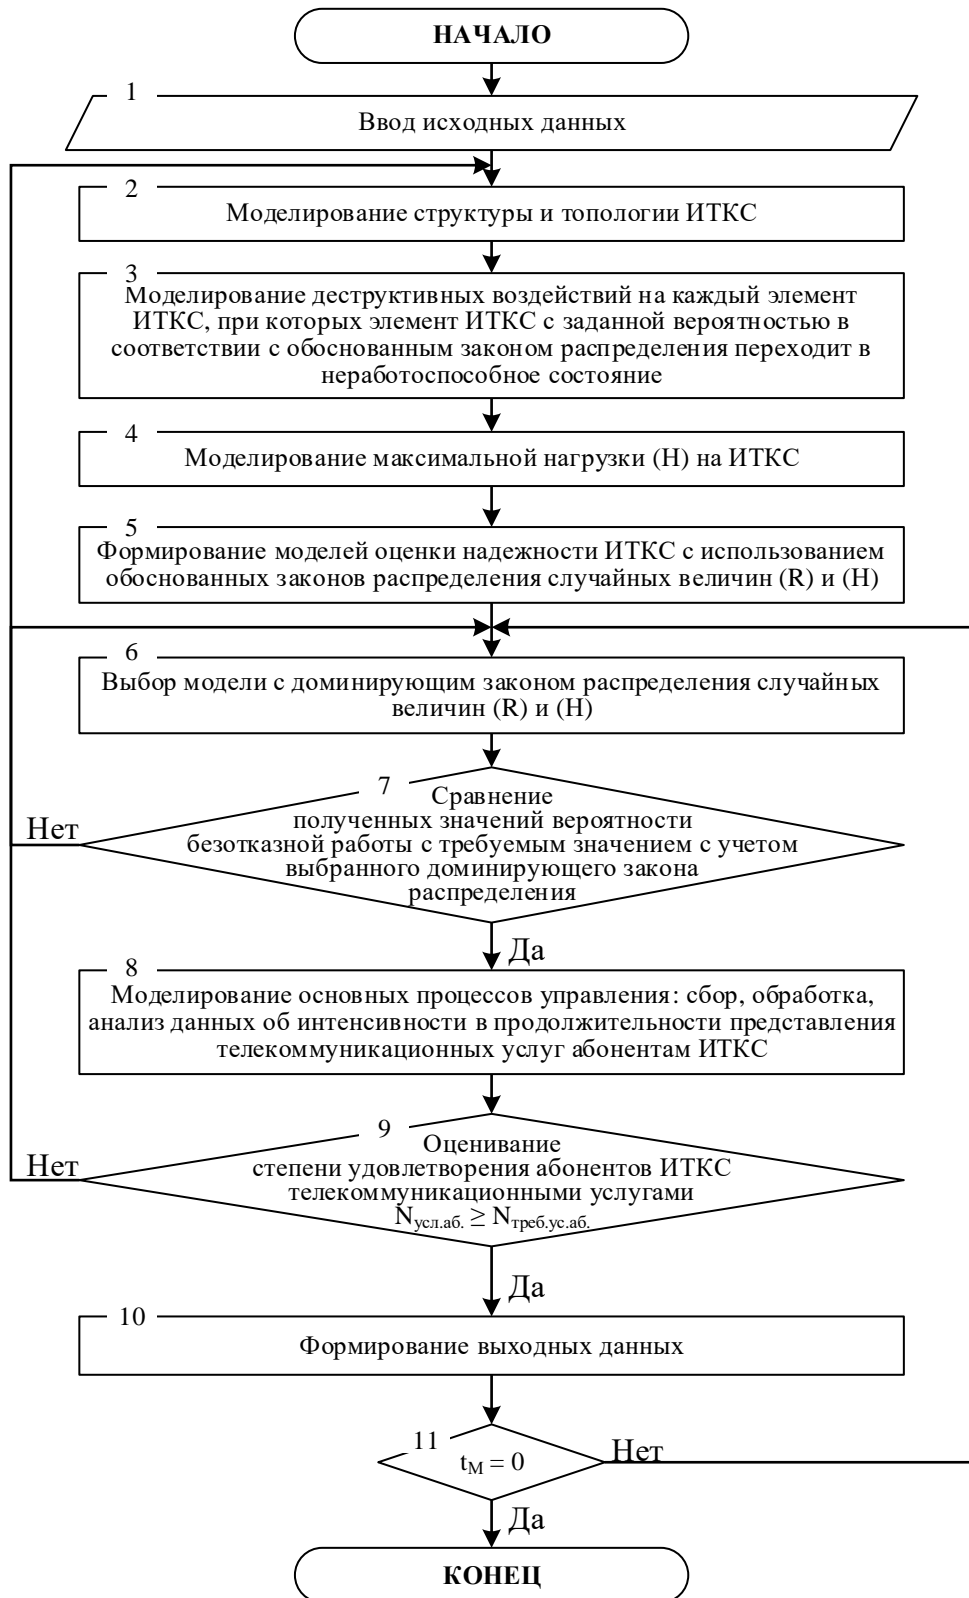 НАЧАЛО
1
Ввод исходных данных
2
Моделирование структуры и топологии ИТКС
3
Моделирование деструктивных воздействий на каждый элемент
ИТКС, при которых элемент ИТКС с заданной вероятностью в
соответствии с обоснованным законом распределения переходит в
неработоспособное состояние
4
Моделирование максимальной нагрузки (H) на ИТКС
5
Формирование моделей оценки надежности ИТКС с использованием
обоснованных законов распределения случайных величин (R) и (H)
6
Выбор модели с доминирующим законом распределения случайных
величин (R) и (H)
7
Сравнение
полученных значений вероятности
безотказной работы с требуемым значением с учетом
выбранного доминирующего закона
распределения
Нет
Да
8
Моделирование основных процессов управления: сбор, обработка,
анализ данных об интенсивности в продолжительности представления
телекоммуникационных услуг абонентам ИТКС
9
Оценивание
степени удовлетворения абонентов ИТКС
телекоммуникационными услугами
Nусл.аб. ≥ Nтреб.ус.аб.
Нет
Да
10
Формирование выходных данных
11
tМ = 0
Нет
Да
КОНЕЦ